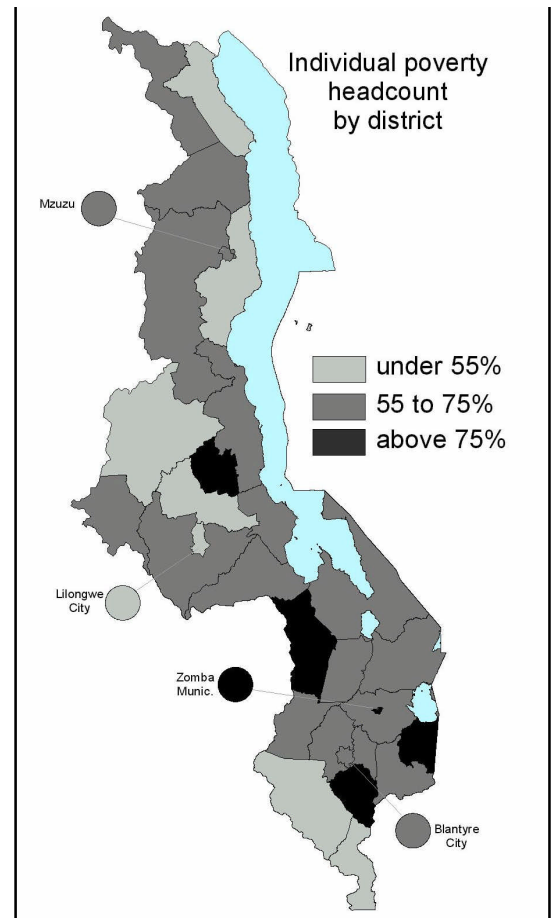 Individual poverty
headcount
by district
Mzuzu
under 55%
55 to 75%
above 75%
Lilongwe
City
Zomba
Munic.
Blantyre
City